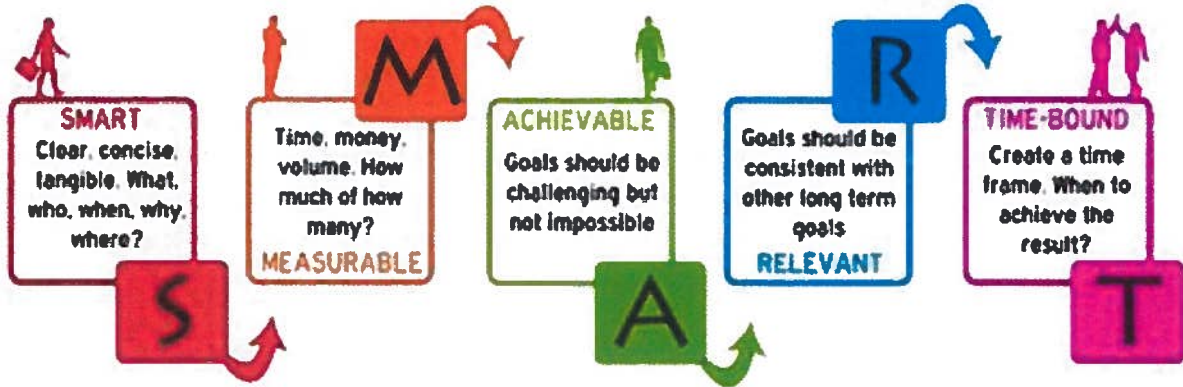 SMART
Clear, concise,
tangible. What,
who, when, why,
where?
S
M
Time, money,
volume. How
much of how
many?
MEASURABLE
ACHIEVABLE
Goals should be
challenging but
not impossible
A
R
Goals should be
consistent with
other long term
goals
RELEVANT
TIME-BOUND
Create a time
frame. When to
achieve the
result?
T